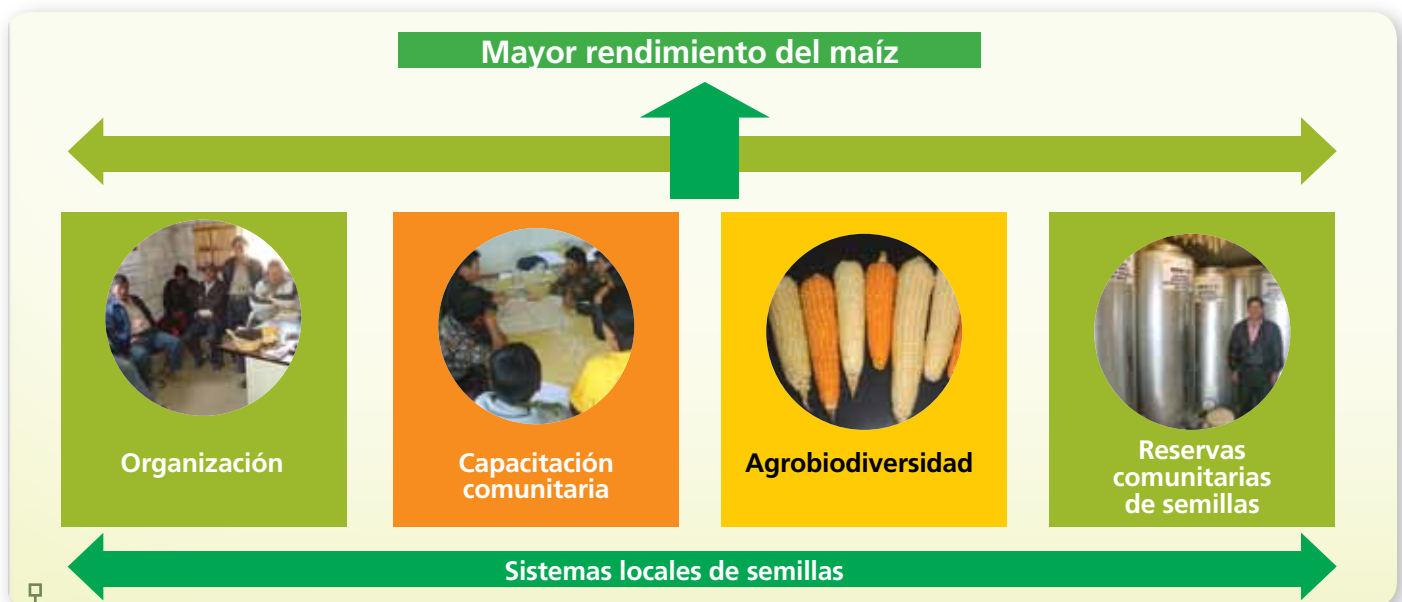 Mayor rendimiento del maíz
Organización
Capacitación
comunitaria
Agrobiodiversidad
Reservas
comunitarias
de semillas
Sistemas locales de semillas